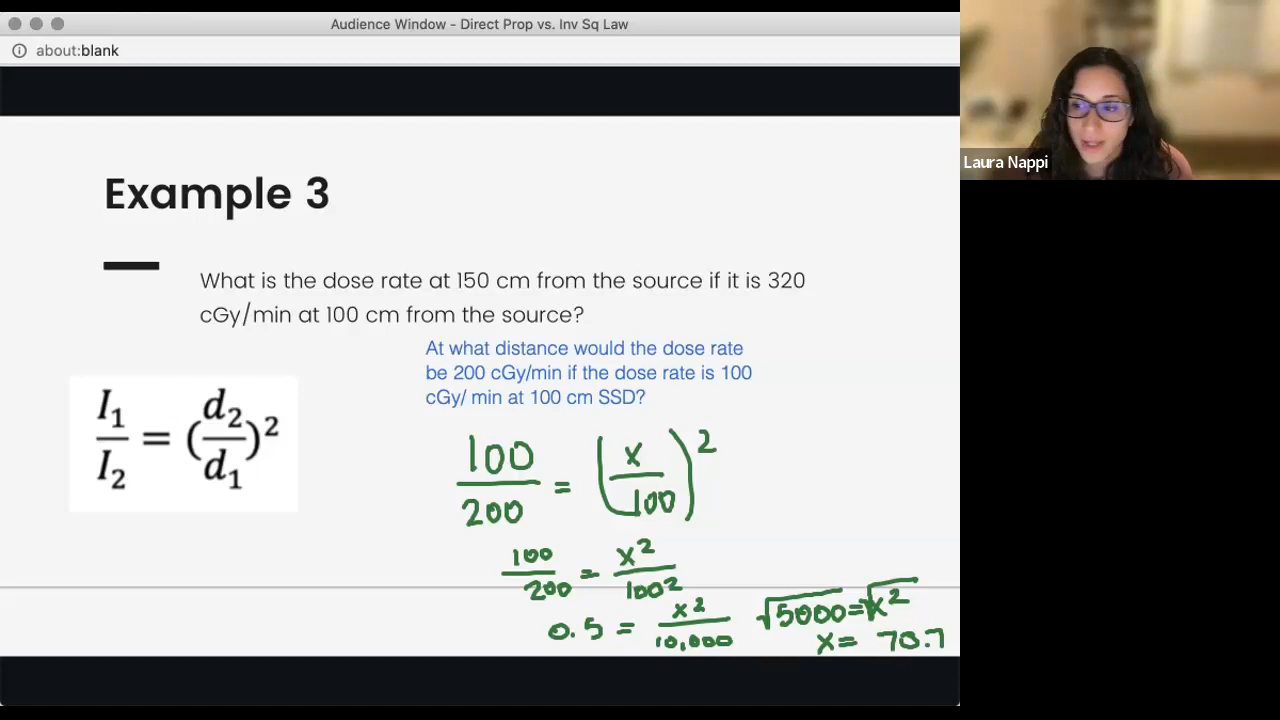 Audience Window - Direct Prop vs. Inv Sq Law
about:blank
Laura Nappi
Example 3
What is the dose rate at 150 cm from the source if it is 320
cGy/min at 100 cm from the source?
At what distance would the dose rate
be 200 cGy/min if the dose rate is 100
cGy/ min at 100 cm SSD?
I₁/I₂ = (d₂/d₁)²
100/200 = (x/100)²
100/200 = x²/100²
0.5 = x²/10,000
√5000 = √x²
x = 70.7